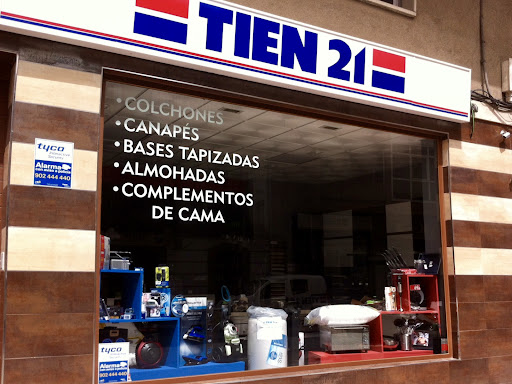 TIEN 21
•COLCHONES
•CANAPÉS
•BASES TAPIZADAS
•ALMOHADAS
•COMPLEMENTOS
DE CAMA
tyco
Alarma
902 444 440
tyco
Alarma
902 444 440